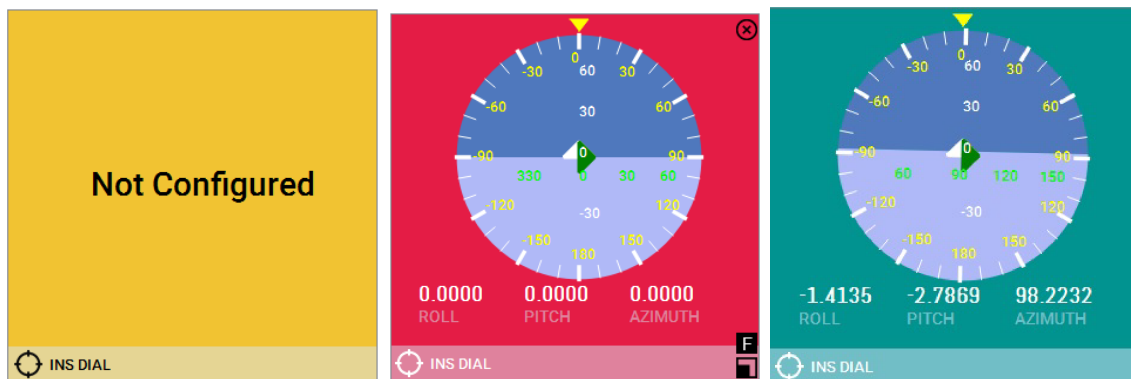 Not Configured
INS DIAL
0
-30 60 30
-60 30 60
-90 0 90
330 0 30 60
-120 -30 120
-150 180 150
0.0000 0.0000 0.0000
ROLL PITCH AZIMUTH
F
INS DIAL
0
-30 60 30
-60 30 60
-90 0 90
60 90 120 150
-120 -30 120
-150 180 150
-1.4135 -2.7869 98.2232
ROLL PITCH AZIMUTH
INS DIAL